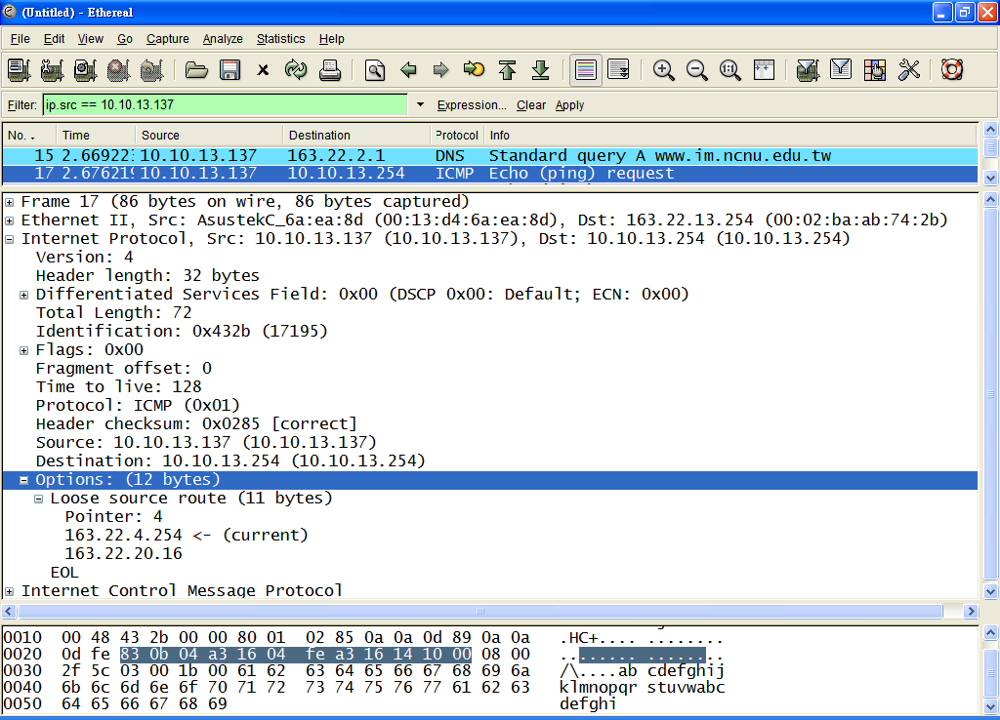 (Untitled) - Ethereal
File Edit View Go Capture Analyze Statistics Help
Filter: ip.src == 10.10.13.137 Expression... Clear Apply
No. . Time Source Destination Protocol Info
15 2.669223 10.10.13.137 163.22.2.1 DNS Standard query A www.im.ncnu.edu.tw
17 2.676219 10.10.13.137 10.10.13.254 ICMP Echo (ping) request
Frame 17 (86 bytes on wire, 86 bytes captured)
Ethernet II, Src: AsustekC_6a:ea:8d (00:13:d4:6a:ea:8d), Dst: 163.22.13.254 (00:02:ba:ab:74:2b)
Internet Protocol, Src: 10.10.13.137 (10.10.13.137), Dst: 10.10.13.254 (10.10.13.254)
Version: 4
Header length: 32 bytes
Differentiated Services Field: 0x00 (DSCP 0x00: Default; ECN: 0x00)
Total Length: 72
Identification: 0x432b (17195)
Flags: 0x00
Fragment offset: 0
Time to live: 128
Protocol: ICMP (0x01)
Header checksum: 0x0285 [correct]
Source: 10.10.13.137 (10.10.13.137)
Destination: 10.10.13.254 (10.10.13.254)
Options: (12 bytes)
Loose source route (11 bytes)
Pointer: 4
163.22.4.254 <- (current)
163.22.20.16
EOL
Internet Control Message Protocol
0010 00 48 43 2b 00 00 80 01 02 85 0a 0a 0d 89 0a 0a .HC+.... ........
0020 0d fe 83 0b 04 a3 16 04 fe a3 16 14 10 00 08 00 ........ ........
0030 2f 5c 03 00 1b 00 61 62 63 64 65 66 67 68 69 6a /\....ab cdefghij
0040 6b 6c 6d 6e 6f 70 71 72 73 74 75 76 77 61 62 63 klmnopqr stuvwabc
0050 64 65 66 67 68 69 defghi